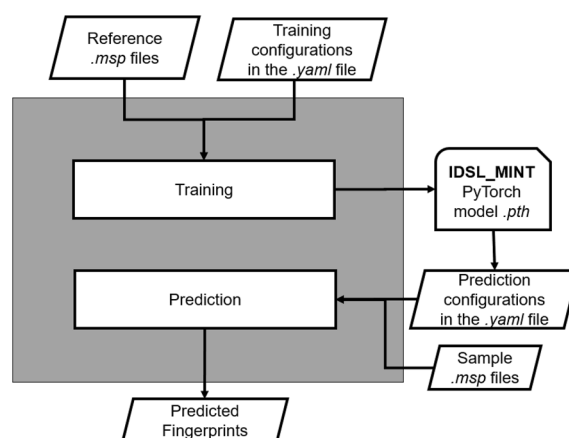 Reference
.msp files
Training
configurations
in the .yaml file
Training
IDSL_MINT
PyTorch
model .pth
Prediction
Prediction
configurations
in the .yaml file
Sample
.msp files
Predicted
Fingerprints